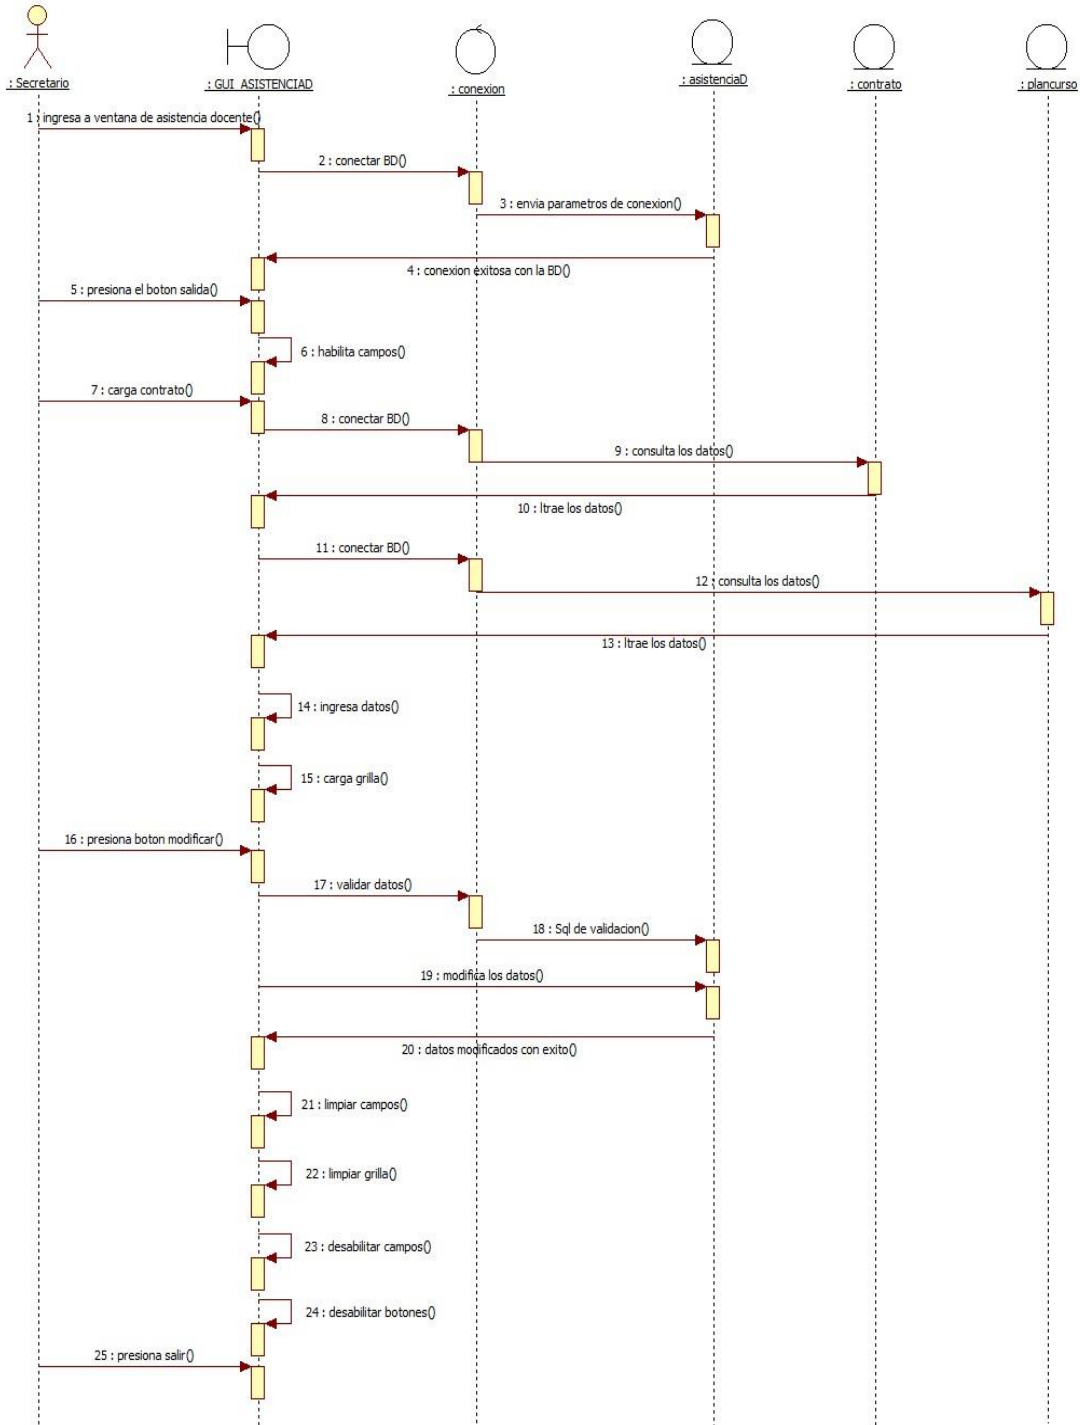 : Secretario
: GUI_ASISTENCIAD
: conexion
: asistenciaD
: contrato
: plancurso
1 : ingresa a ventana de asistencia docente()
2 : conectar BD()
3 : envia parametros de conexion()
4 : conexion exitosa con la BD()
5 : presiona el boton salida()
6 : habilita campos()
7 : carga contrato()
8 : conectar BD()
9 : consulta los datos()
10 : ltrae los datos()
11 : conectar BD()
12 : consulta los datos()
13 : ltrae los datos()
14 : ingresa datos()
15 : carga grilla()
16 : presiona boton modificar()
17 : validar datos()
18 : Sql de validacion()
19 : modifica los datos()
20 : datos modificados con exito()
21 : limpiar campos()
22 : limpiar grilla()
23 : desabilitar campos()
24 : desabilitar botones()
25 : presiona salir()